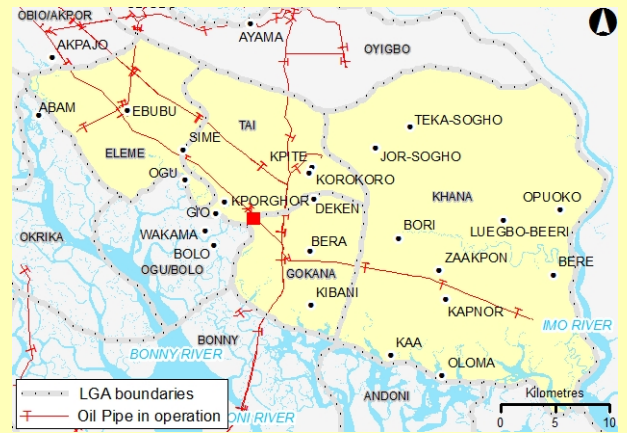 OBIO/AKPOR
AKPAJO
AYAMA
OYIGBO
ABAM
EBUBU
TAI
TEKA-SOGHO
SIME
ELEME
JOR-SOGHO
KPITE
OGU
KOROKORO
KHANA
OPUOKO
KPORGHOR
DEKEN
GIO
LUEGBO-BEERI
OKRIKA
WAKAMA
BORI
BOLO
BERA
OGU/BOLO
ZAAKPON
BERE
GOKANA
KIBANI
KAPNOR
BONNY
IMO RIVER
BONNY RIVER
KAA
OLOMA
ANDONI
ONI RIVER
LGA boundaries
Oil Pipe in operation
Kilometres
0 5 10